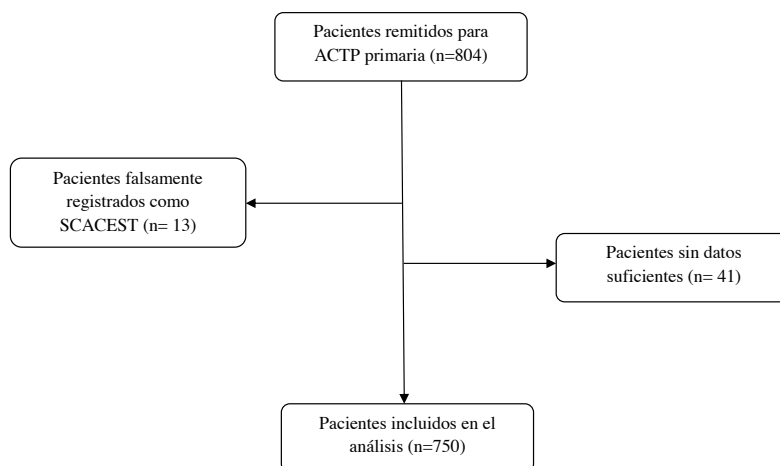 Pacientes remitidos para
ACTP primaria (n=804)
Pacientes falsamente
registrados como
SCACEST (n= 13)
Pacientes sin datos
suficientes (n= 41)
Pacientes incluidos en el
análisis (n=750)